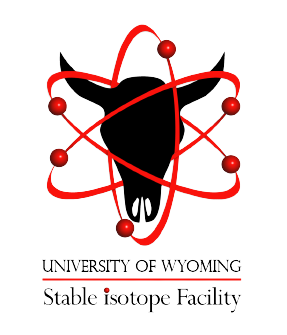 UNIVERSITY OF WYOMING
Stable isotope Facility